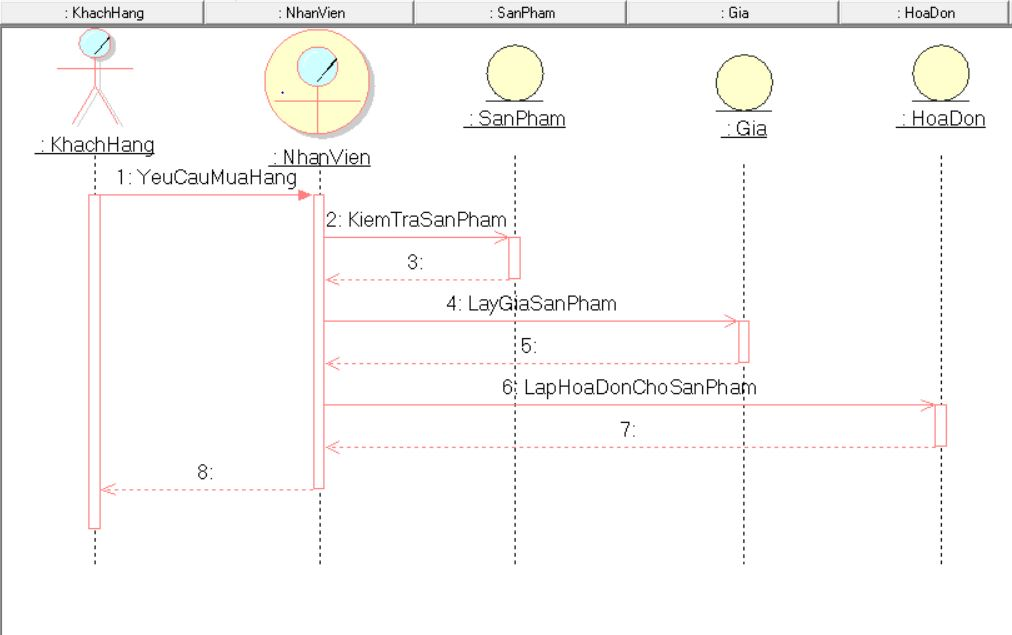 : KhachHang
: NhanVien
: SanPham
: Gia
: HoaDon
: KhachHang
: NhanVien
: SanPham
: Gia
: HoaDon
1: YeuCauMuaHang
2: KiemTraSanPham
3:
4: LayGiaSanPham
5:
6: LapHoaDonChoSanPham
7:
8: